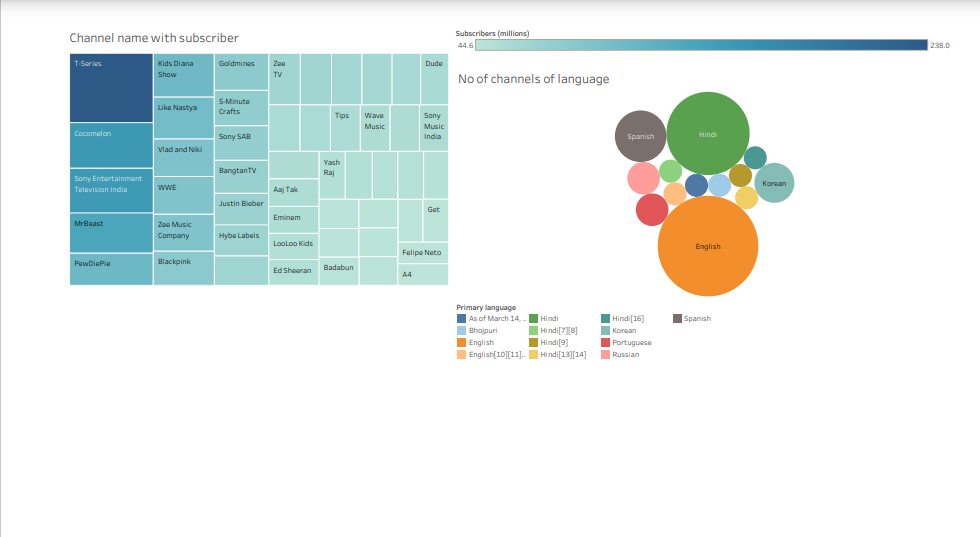 Channel name with subscriber
T-Series
Cocomelon
Sony Entertainment
Television India
MrBeast
PewDiePie
Kids Diana
Show
Like Nastya
Vlad and Niki
WWE
Zee Music
Company
Blackpink
Goldmines
5-Minute
Crafts
Sony SAB
BangtanTV
Justin Bieber
Hybe Labels
Zee
TV
Dude
Tips
Wave
Music
Sony
Music
India
Aaj Tak
Eminem
LooLoo Kids
Ed Sheeran
Yash
Raj
Badabun
Get
Felipe Neto
A4
Subscribers (millions)
44.6
238.0
No of channels of language
Spanish
Hindi
Korean
English
Primary language
As of March 14, ..
Bhojpuri
English
English[10][11]..
Hindi
Hindi[7][8]
Hindi[9]
Hindi[13][14]
Hindi[16]
Korean
Portuguese
Russian
Spanish